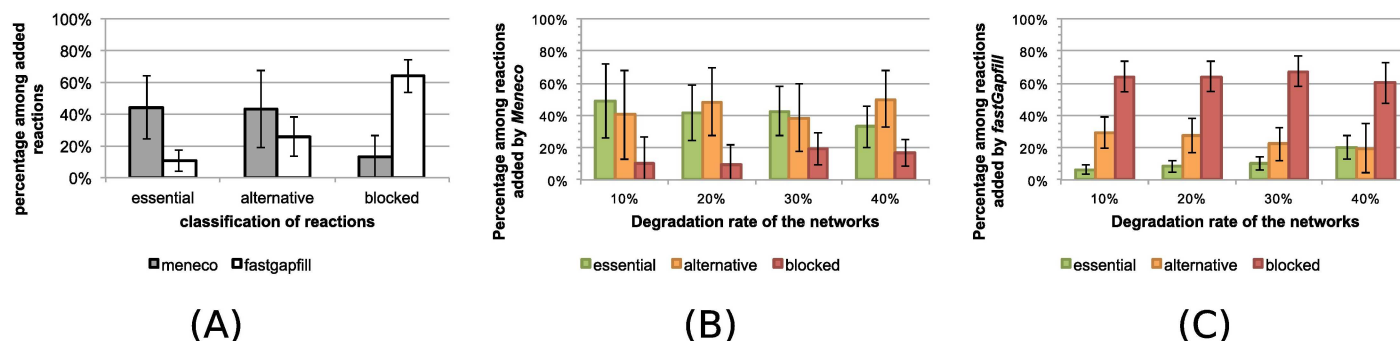 percentage among added
reactions
100%
80%
60%
40%
20%
0%
essential alternative blocked
classification of reactions
meneco fastgapfill
(A)
Percentage among reactions
added by Meneco
100%
80%
60%
40%
20%
0%
10% 20% 30% 40%
Degradation rate of the networks
essential alternative blocked
(B)
Percentage among reactions
added by fastGapfill
100%
80%
60%
40%
20%
0%
10% 20% 30% 40%
Degradation rate of the networks
essential alternative blocked
(C)